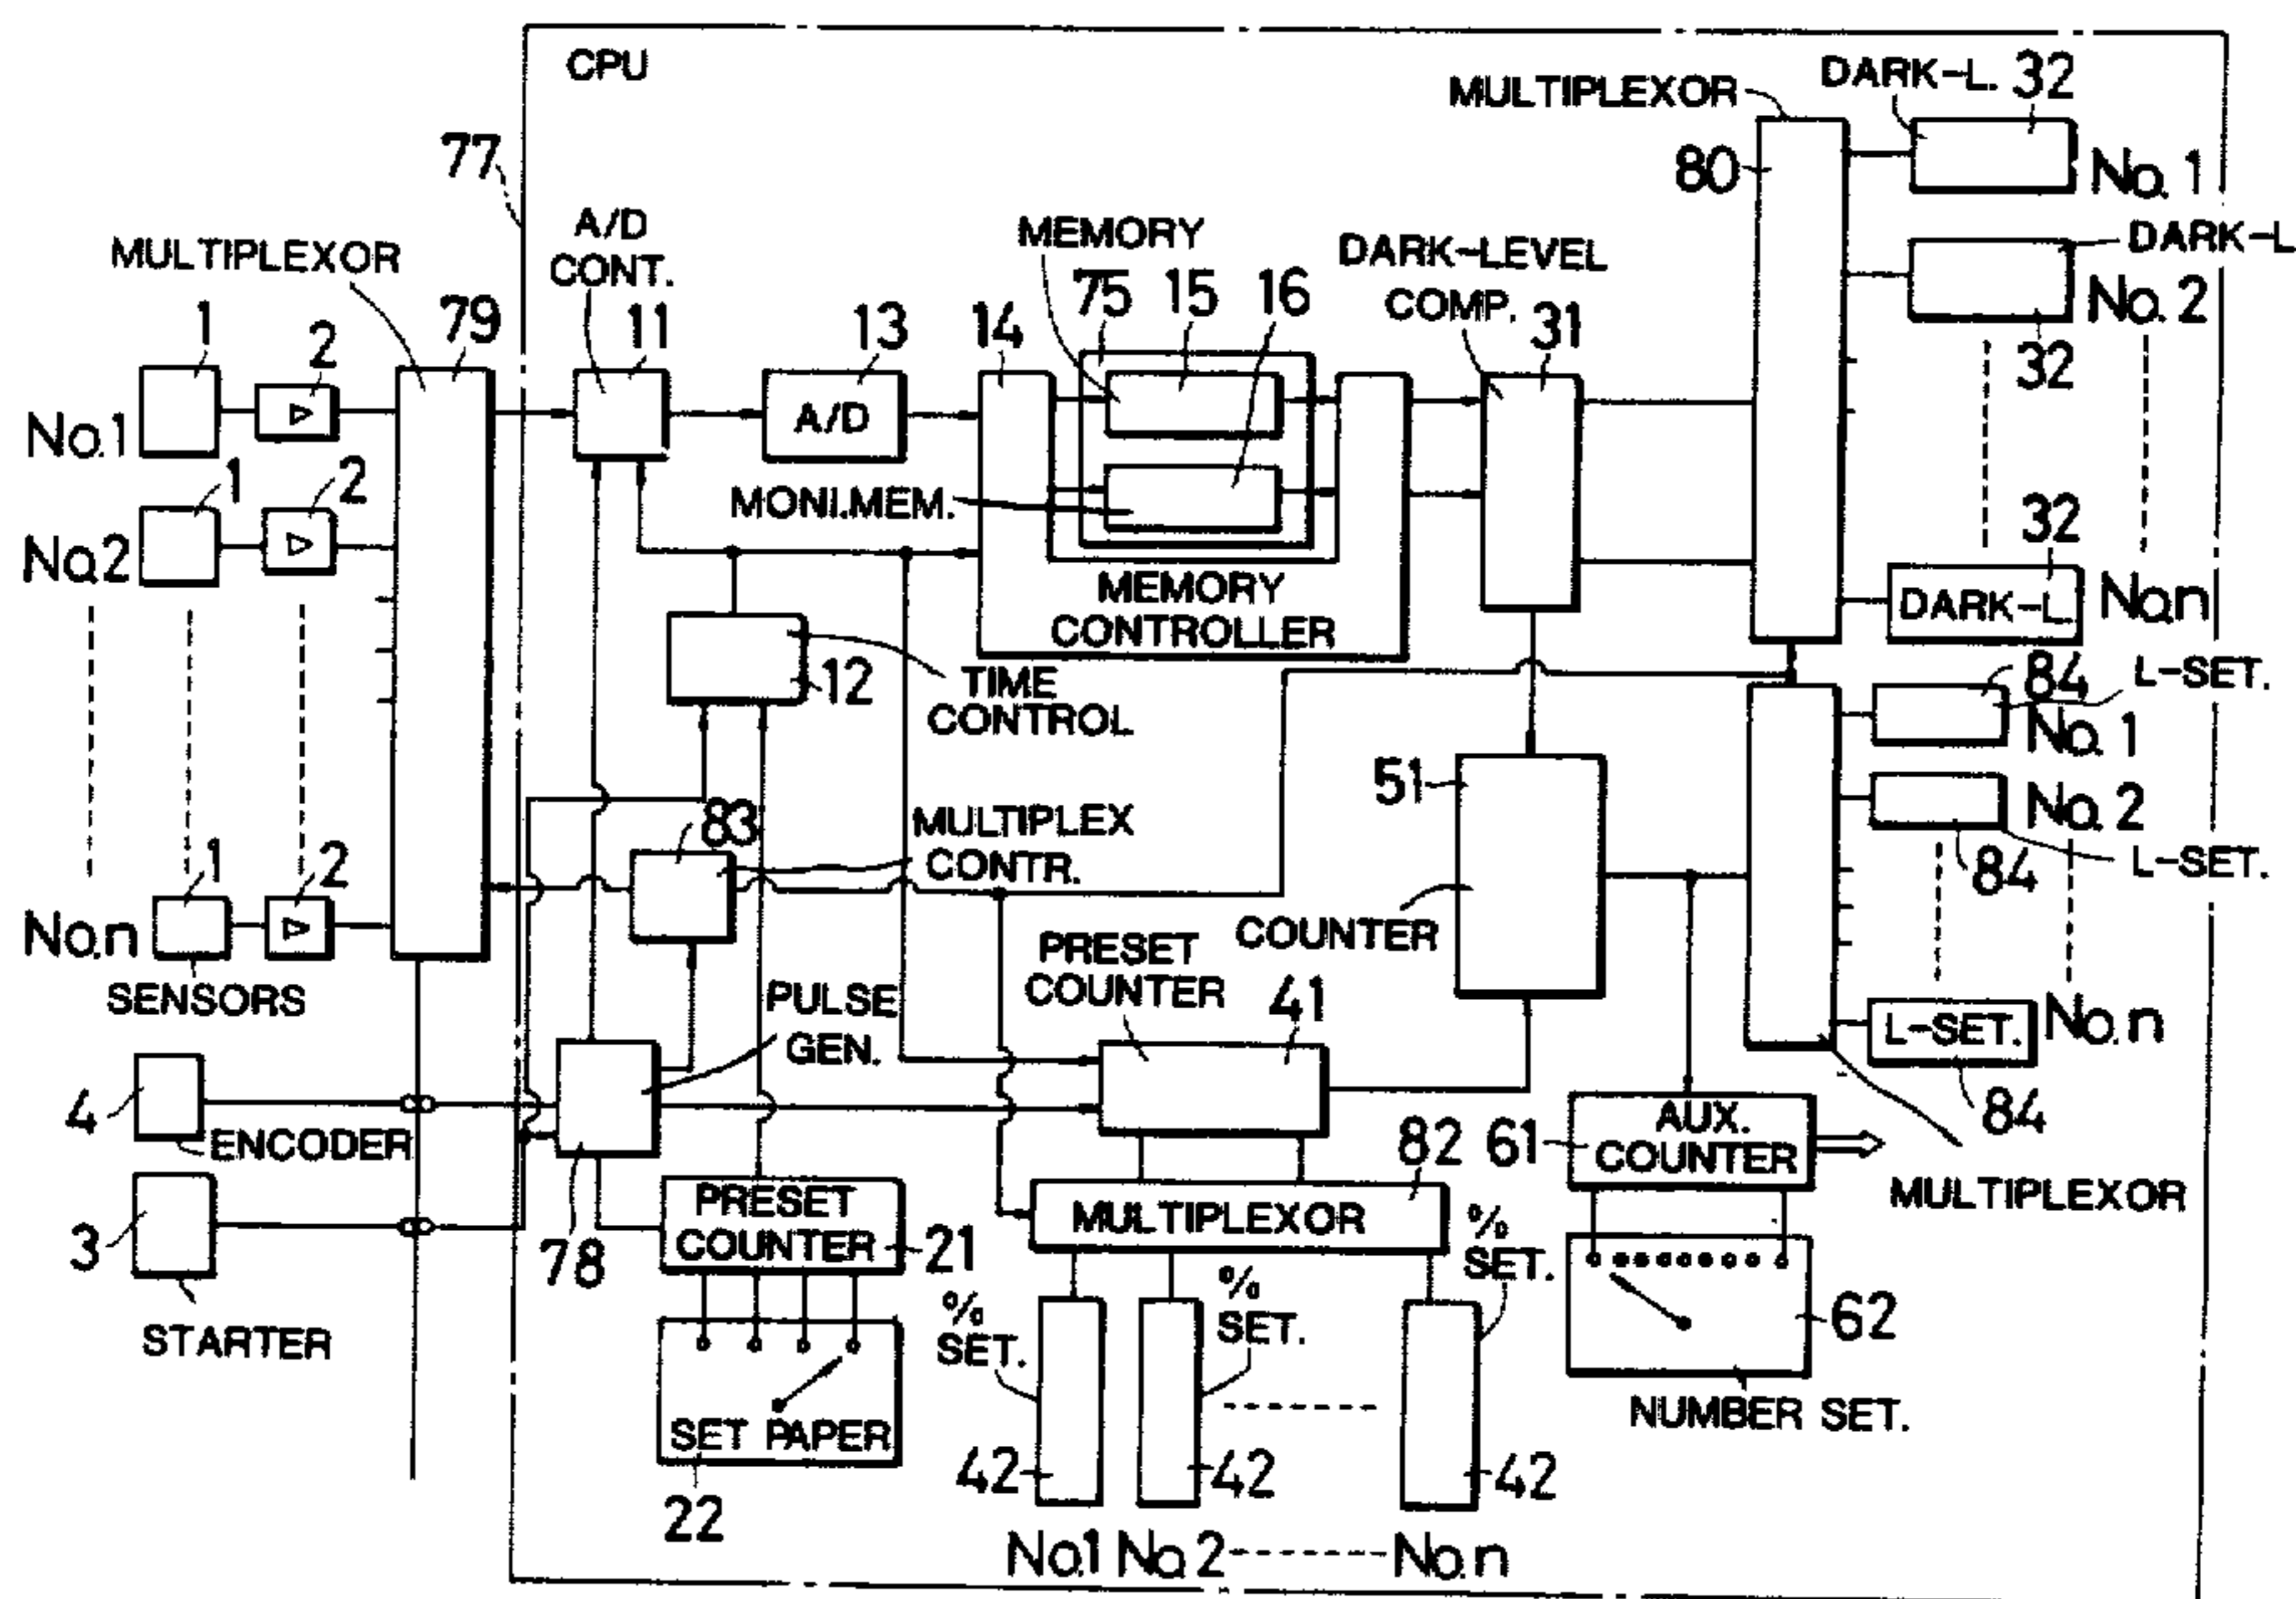 CPU
MULTIPLEXOR
DARK-L. 32
80
No. 1
77
A/D
CONT.
MEMORY
DARK-LEVEL
COMP.
DARK-L
No. 2
32
MULTIPLEXOR
79
11
13
14
75
15
16
31
1
2
No.1
A/D
MONI.MEM.
1
2
No.2
MEMORY
CONTROLLER
32
DARK-L.
No.n
12
TIME
CONTROL
84
L-SET.
No. 1
83
MULTIPLEX
CONTR.
51
No. 2
84
L-SET.
1
2
No.n
SENSORS
COUNTER
PRESET
COUNTER
41
PULSE
GEN.
L-SET.
No.n
84
4
ENCODER
AUX.
COUNTER
61
82
MULTIPLEXOR
3
STARTER
78
PRESET
COUNTER
21
MULTIPLEXOR
%
SET.
%
SET.
%
SET.
62
NUMBER SET.
SET PAPER
22
42
42
42
No.1 No.2 No.n